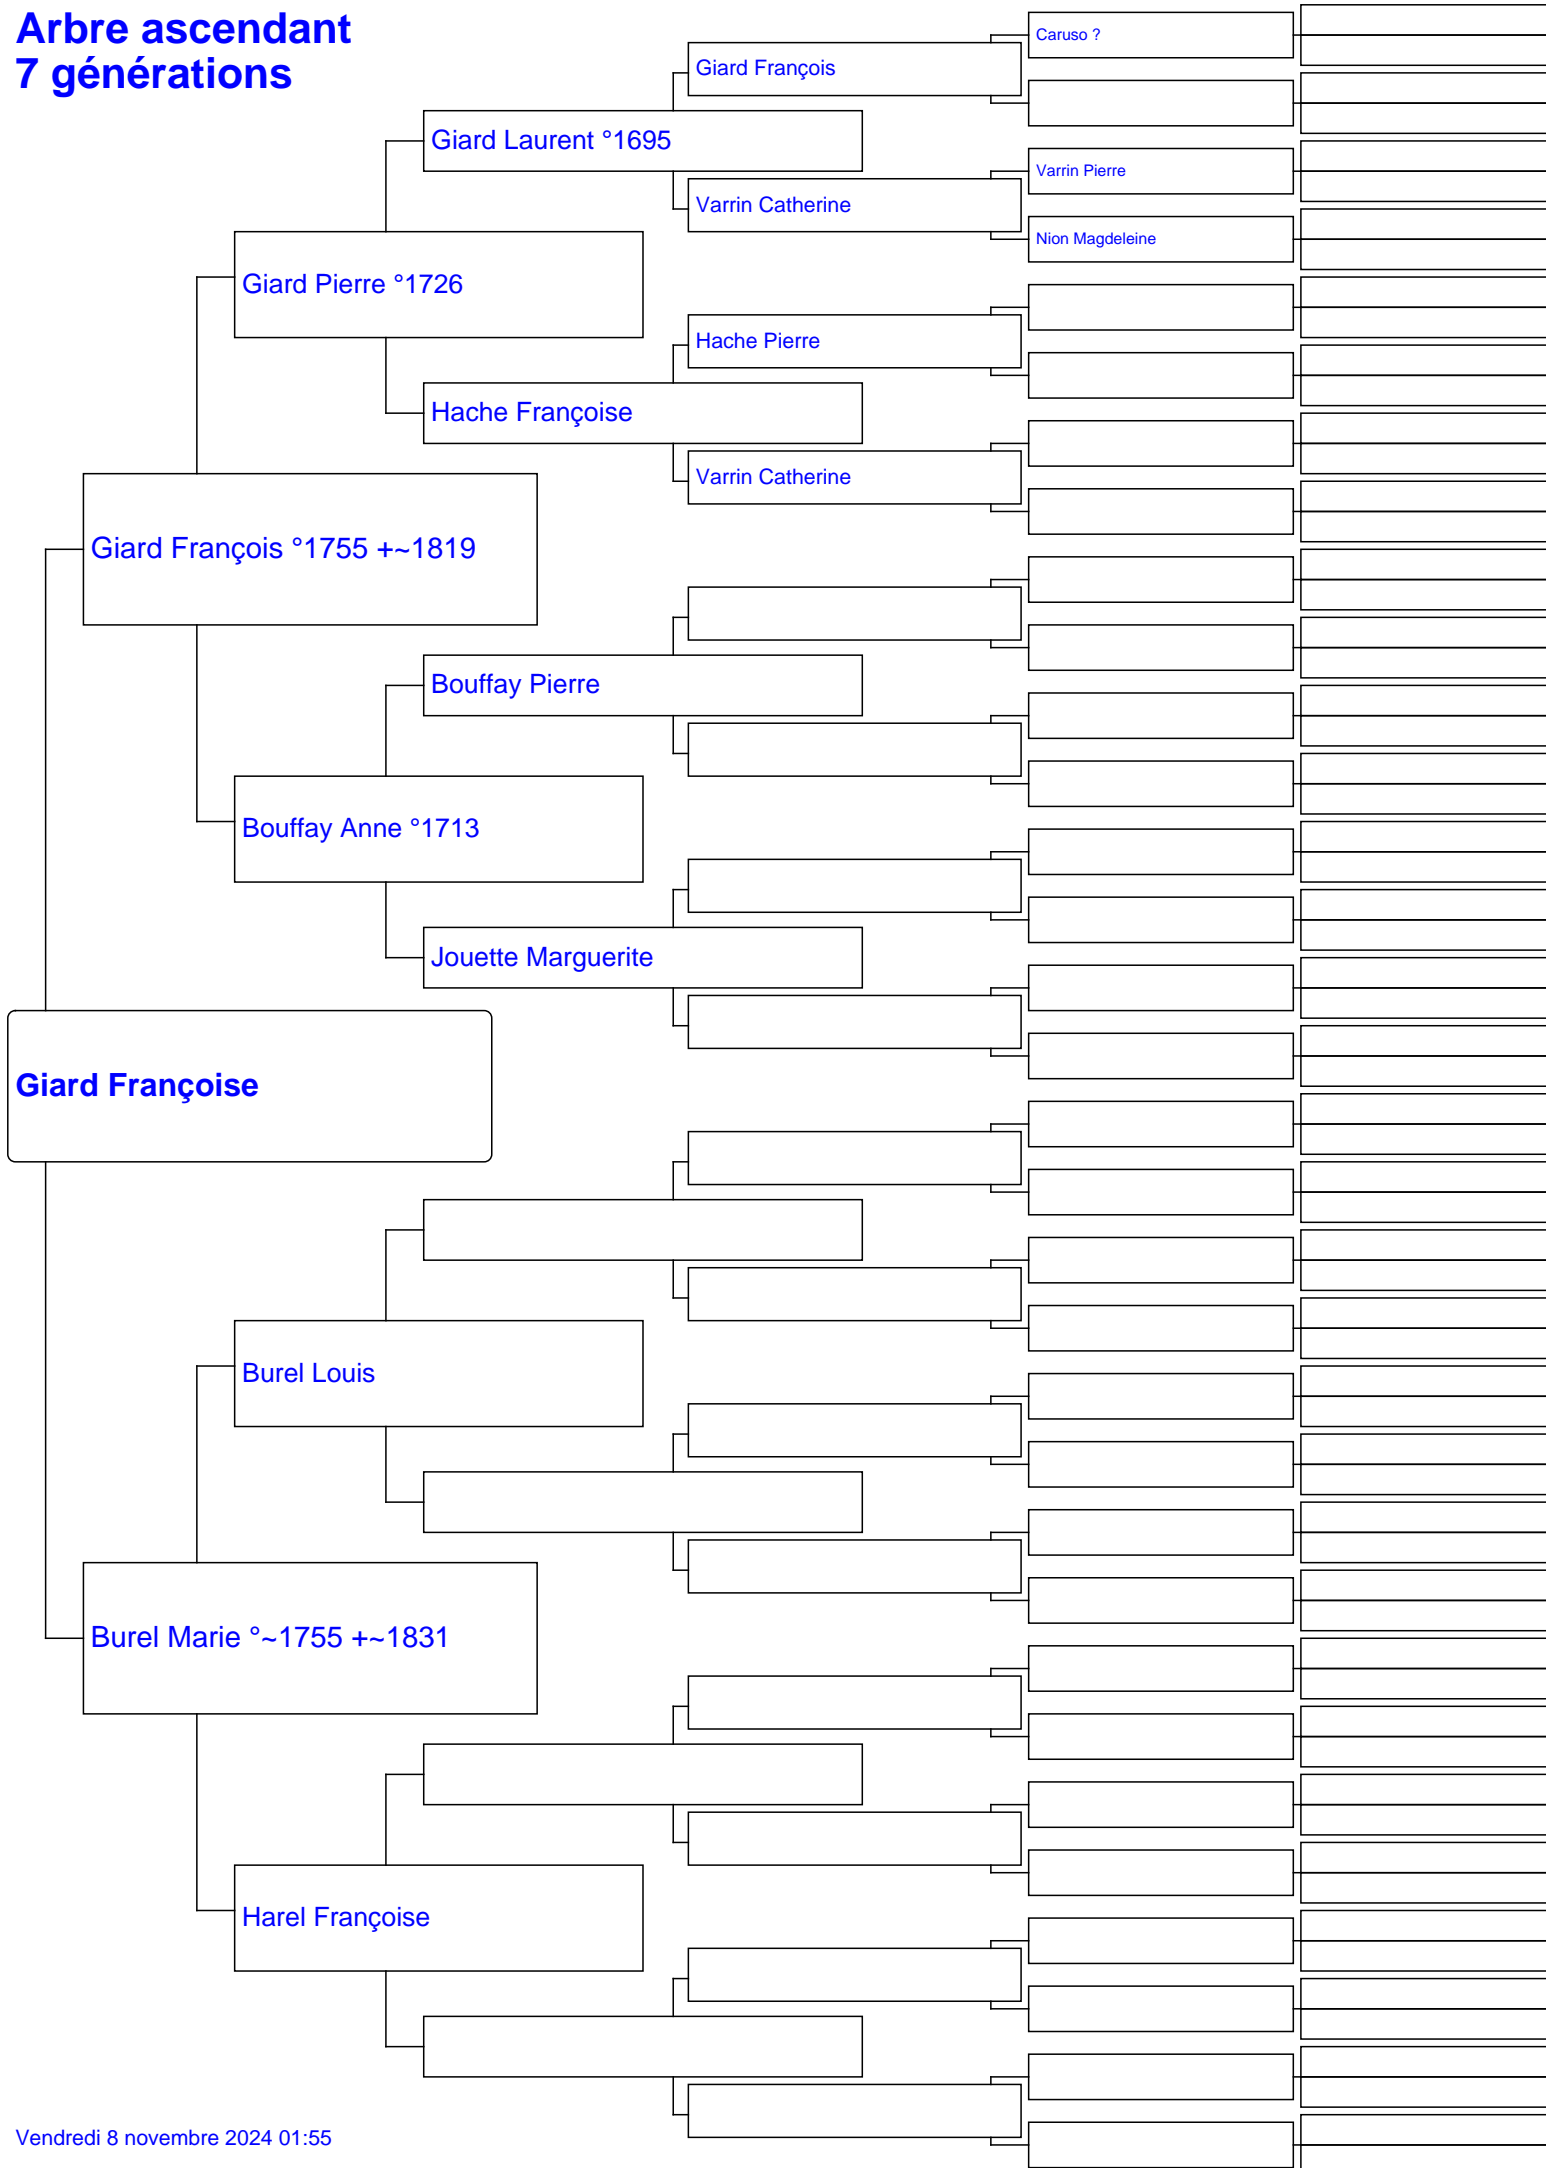 Arbre ascendant
7 générations
Caruso ?
Giard François
Giard Laurent °1695
Varrin Pierre
Varrin Catherine
Nion Magdeleine
Giard Pierre °1726
Hache Pierre
Hache Françoise
Varrin Catherine
Giard François °1755 +~1819
Bouffay Pierre
Bouffay Anne °1713
Jouette Marguerite
Giard Françoise
Burel Louis
Burel Marie °~1755 +~1831
Harel Françoise
Vendredi 8 novembre 2024 01:55